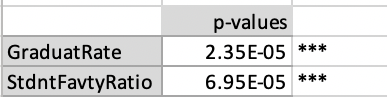 p-values
GraduatRate 2.35E-05 ***
StdntFavtyRatio 6.95E-05 ***